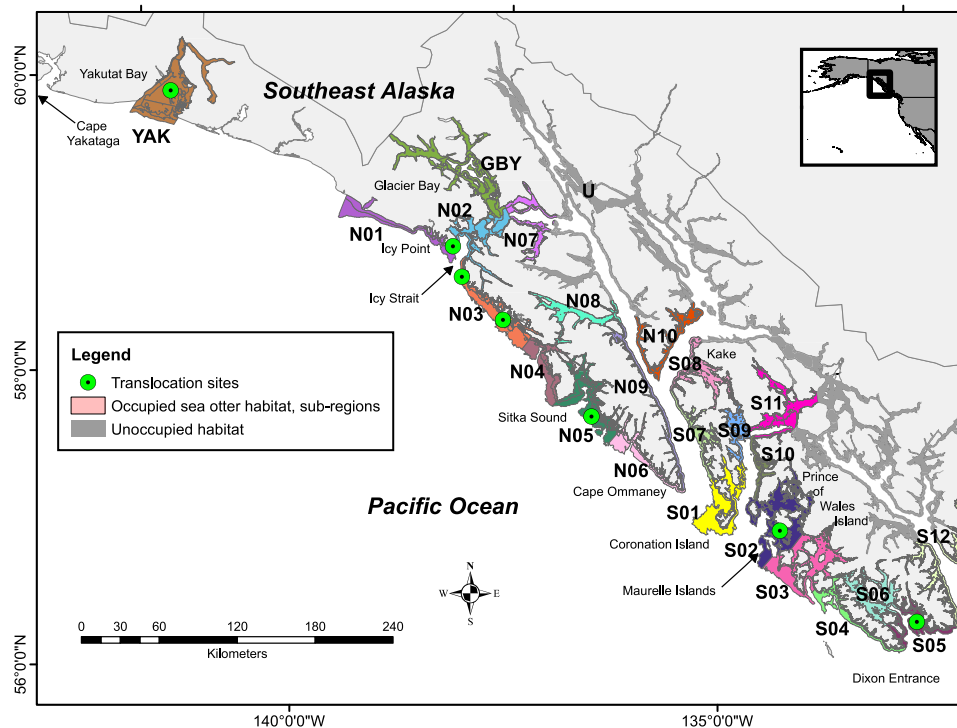 60°0'0"N
58°0'0"N
56°0'0"N
Yakutat Bay
Southeast Alaska
Cape
Yakataga
YAK
GBY
Glacier Bay
U
N02
N01
N07
Icy Point
Icy Strait
N08
N03
N10
S08
Kake
N04
N09
S11
Sitka Sound
N05
S07
S09
S10
N06
Prince
of
Wales
Island
Cape Ommaney
Pacific Ocean
S01
Coronation Island
S02
S12
Maurelle Islands
S03
S06
S04
S05
Dixon Entrance
Legend
Translocation sites
Occupied sea otter habitat, sub-regions
Unoccupied habitat
N
W
E
S
0 30 60 120 180 240
Kilometers
140°0'0"W
135°0'0"W